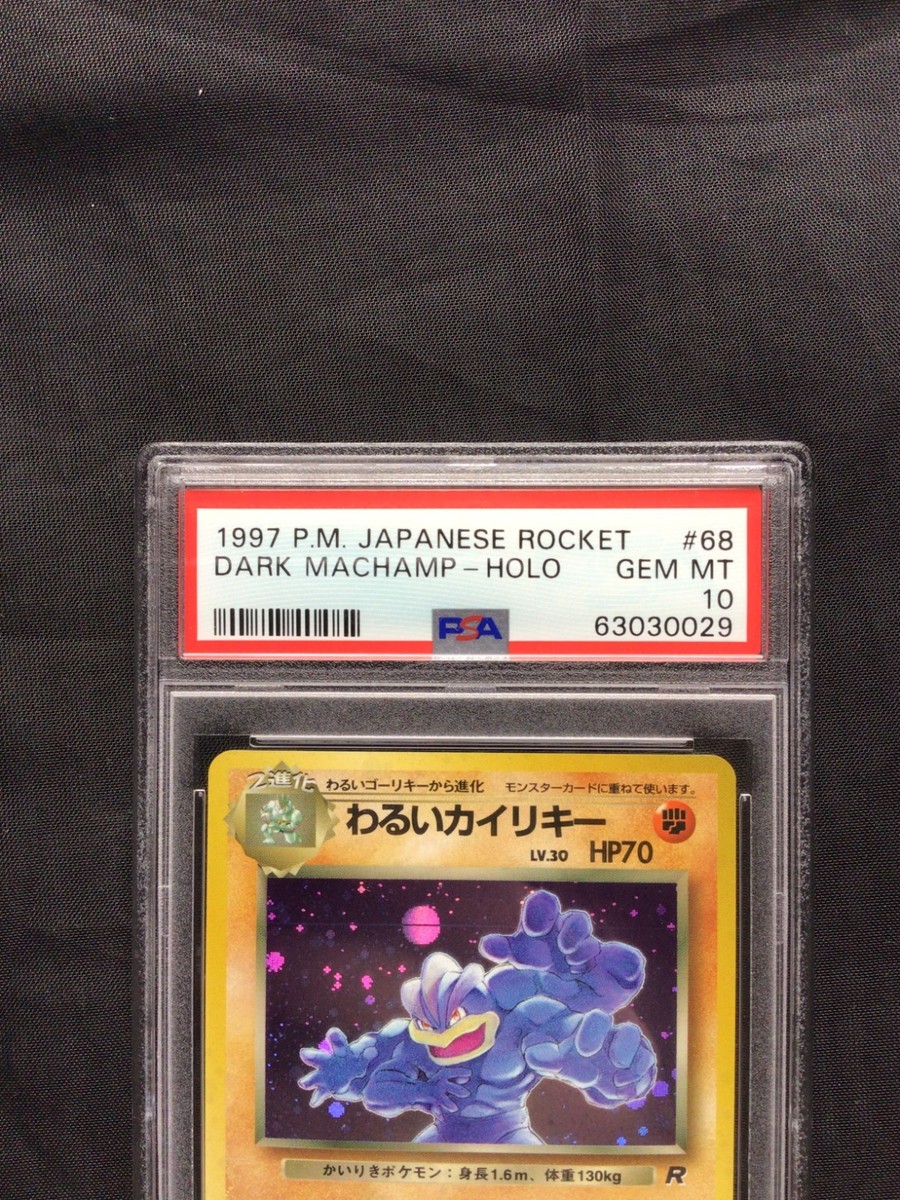 1997 P.M. JAPANESE ROCKET #68
DARK MACHAMP - HOLO GEM MT
10
PSA 63030029
2進化 わるいゴーリキーから進化 モンスターカードに重ねて使います。
わるいカイリキー
LV.30 HP70
かいりきポケモン：身長1.6m、体重130kg R